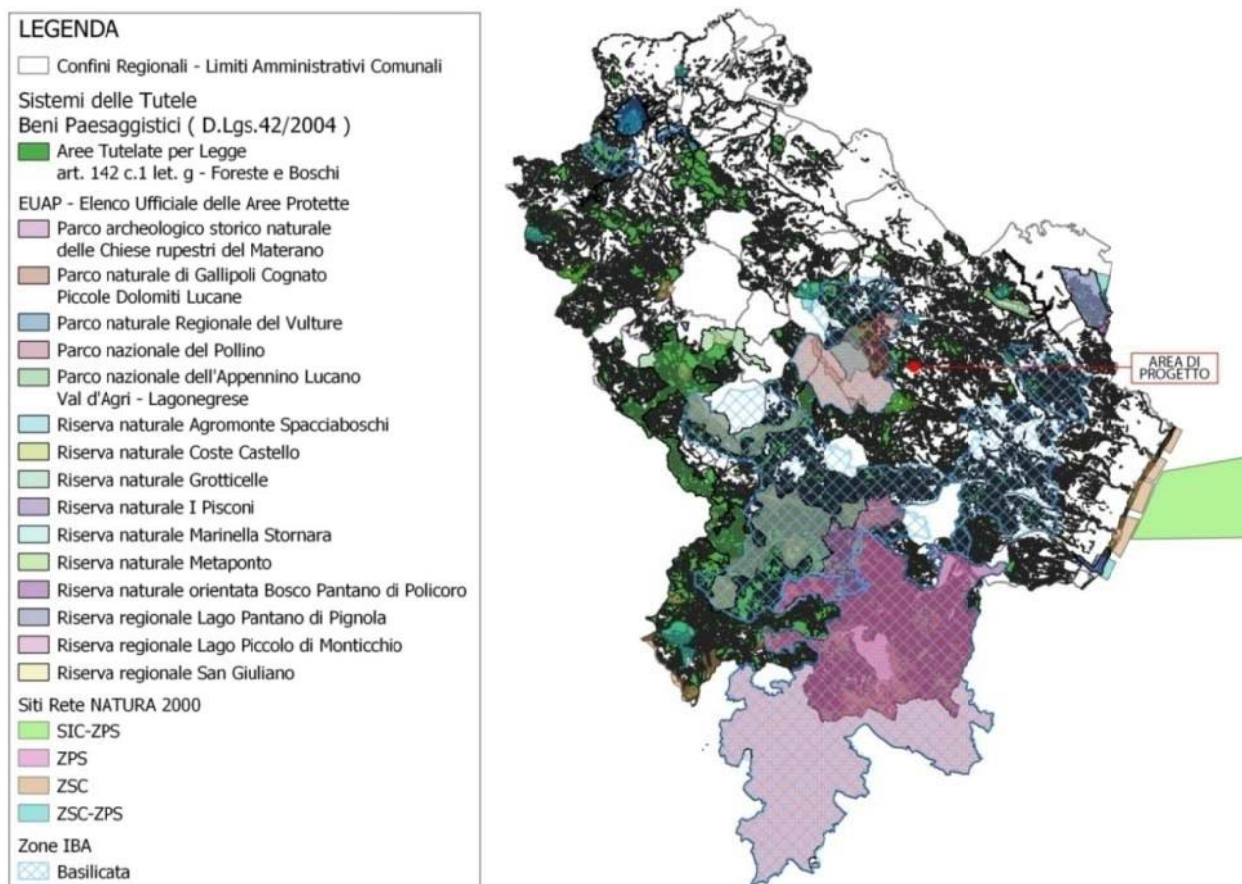 LEGENDA
Confini Regionali - Limiti Amministrativi Comunali
Sistemi delle Tutele
Beni Paesaggistici ( D.Lgs.42/2004 )
Aree Tutelate per Legge
art. 142 c.1 let. g - Foreste e Boschi
EUAP - Elenco Ufficiale delle Aree Protette
Parco archeologico storico naturale
delle Chiese rupestri del Materano
Parco naturale di Gallipoli Cognato
Piccole Dolomiti Lucane
Parco naturale Regionale del Vulture
Parco nazionale del Pollino
Parco nazionale dell'Appennino Lucano
Val d'Agri - Lagonegrese
Riserva naturale Agromonte Spacciaboschi
Riserva naturale Coste Castello
Riserva naturale Grotticelle
Riserva naturale I Pisconi
Riserva naturale Marinella Stornara
Riserva naturale Metaponto
Riserva naturale orientata Bosco Pantano di Policoro
Riserva regionale Lago Pantano di Pignola
Riserva regionale Lago Piccolo di Monticchio
Riserva regionale San Giuliano
Siti Rete NATURA 2000
SIC-ZPS
ZPS
ZSC
ZSC-ZPS
Zone IBA
Basilicata
AREA DI
PROGETTO